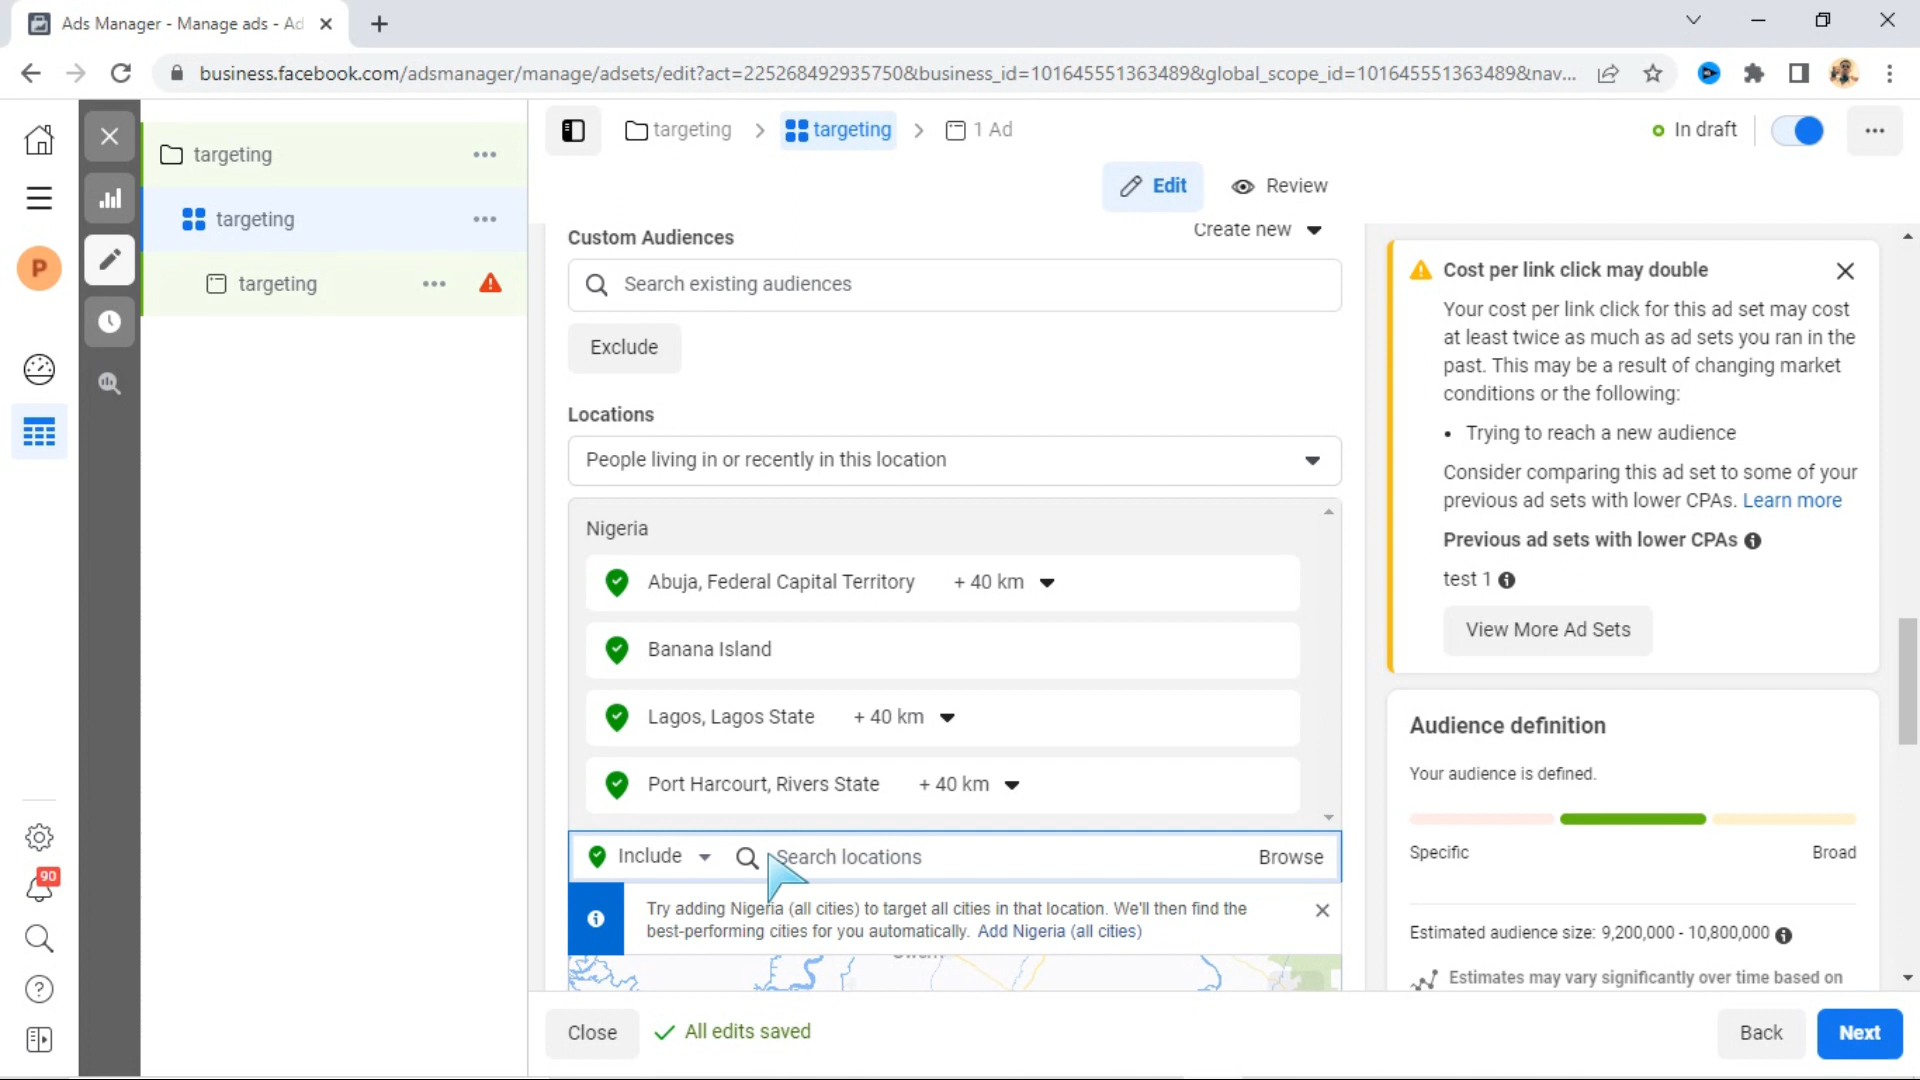 Ads Manager - Manage ads - Ad
business.facebook.com/adsmanager/manage/adsets/edit?act=225268492935750&business_id=101645551363489&global_scope_id=101645551363489&nav...
targeting
targeting
targeting
P
90
targeting > targeting > 1 Ad
In draft
Edit
Review
Custom Audiences
Create new
Search existing audiences
Exclude
Locations
People living in or recently in this location
Nigeria
Abuja, Federal Capital Territory + 40 km
Banana Island
Lagos, Lagos State + 40 km
Port Harcourt, Rivers State + 40 km
Include
Search locations
Browse
Try adding Nigeria (all cities) to target all cities in that location. We'll then find the
best-performing cities for you automatically. Add Nigeria (all cities)
Close
All edits saved
Back
Next
Cost per link click may double
Your cost per link click for this ad set may cost
at least twice as much as ad sets you ran in the
past. This may be a result of changing market
conditions or the following:
• Trying to reach a new audience
Consider comparing this ad set to some of your
previous ad sets with lower CPAs. Learn more
Previous ad sets with lower CPAs
test 1
View More Ad Sets
Audience definition
Your audience is defined.
Specific
Broad
Estimated audience size: 9,200,000 - 10,800,000
Estimates may vary significantly over time based on